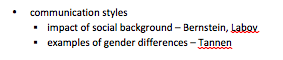 • communication styles
▪ impact of social background – Bernstein, Labov
▪ examples of gender differences – Tannen